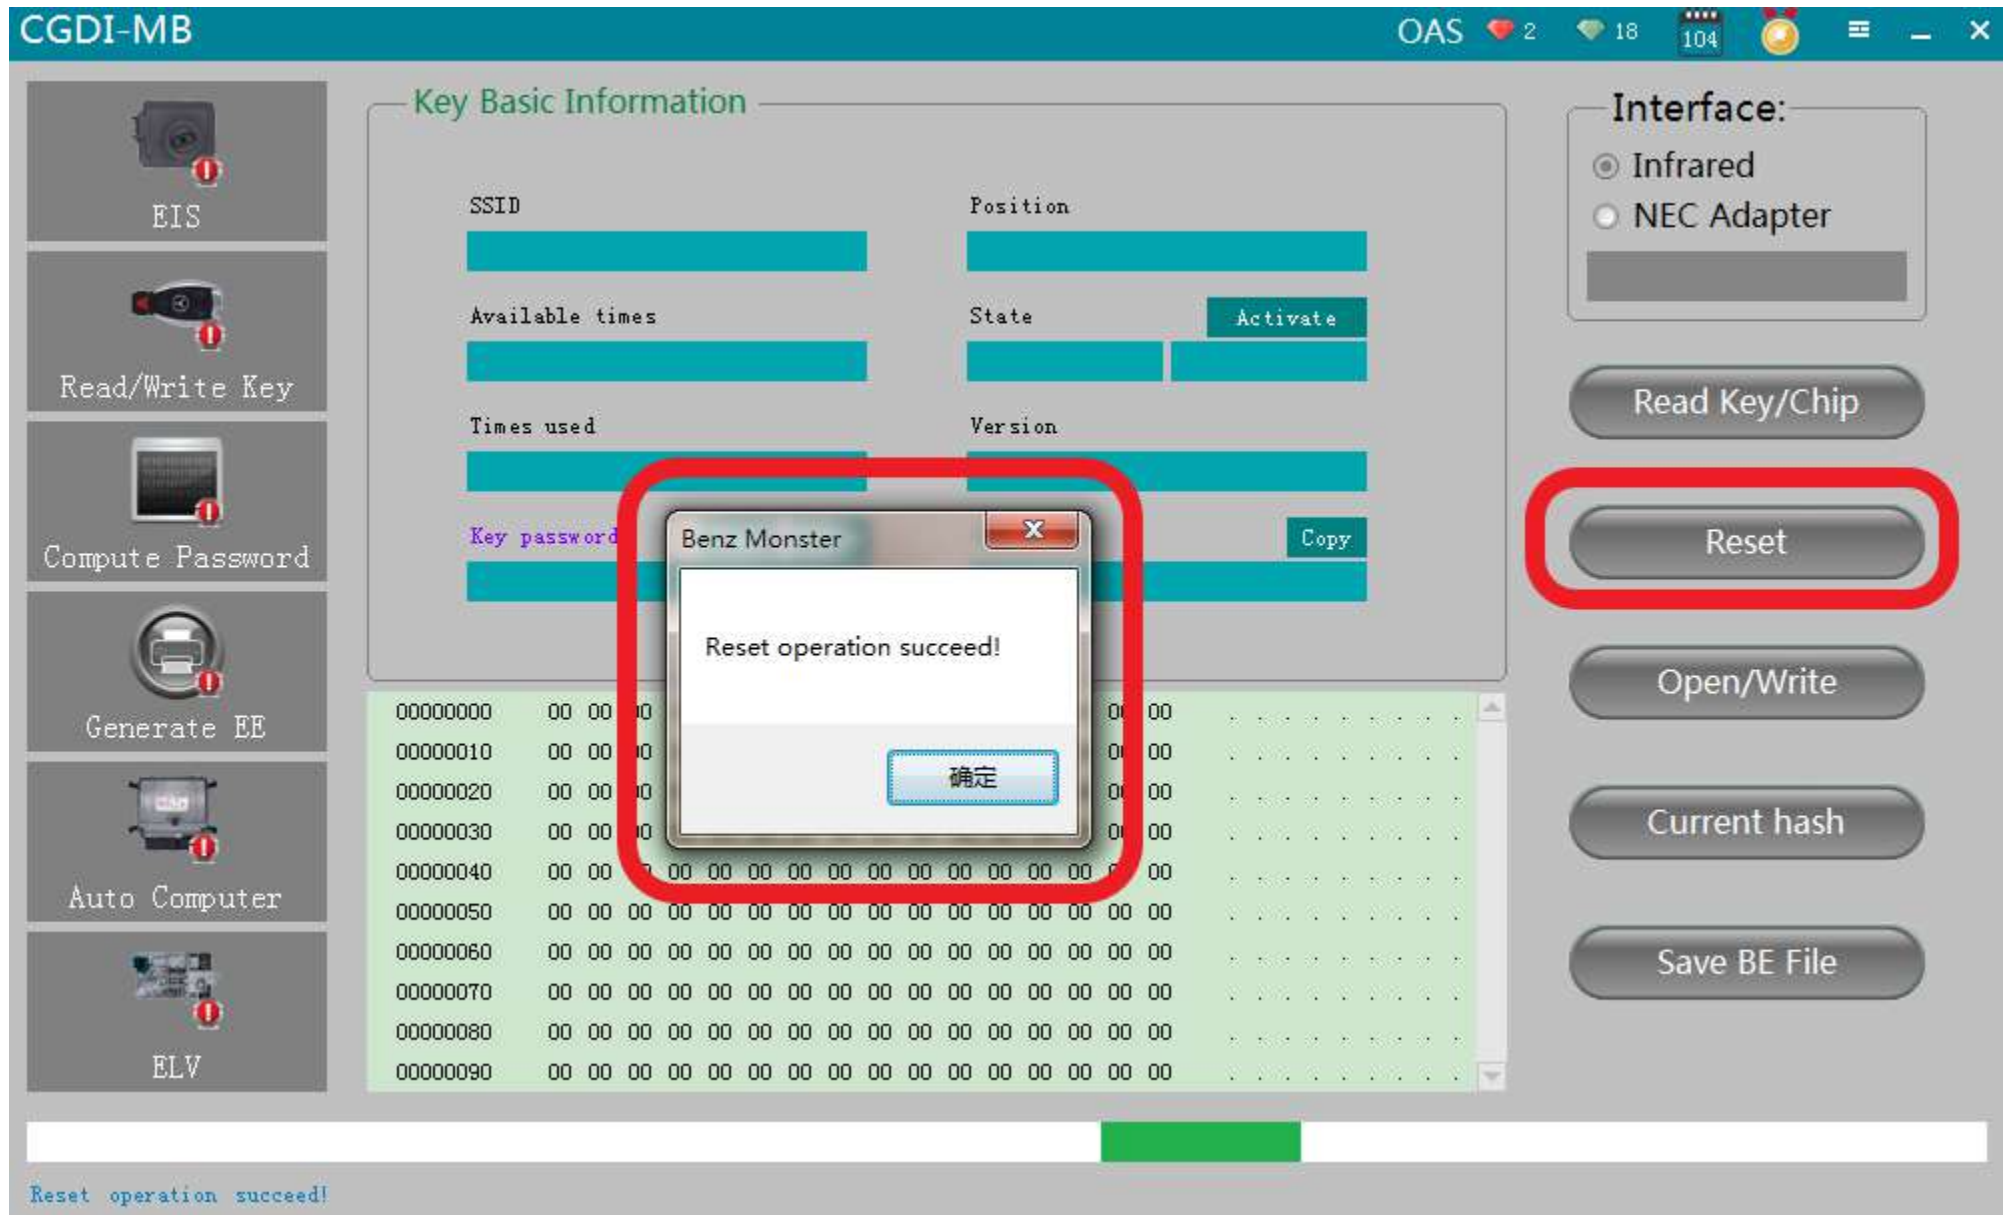 CGDI-MB
OAS 2 18 104
EIS
Read/Write Key
Compute Password
Generate EE
Auto Computer
ELV
Key Basic Information
SSID
Position
Available times
State
Activate
Times used
Version
Key password
Copy
Benz Monster
Reset operation succeed!
确定
00000000 00 00 00 00 . . . . . . . . .
00000010 00 00 00 00 . . . . . . . . .
00000020 00 00 00 00 . . . . . . . . .
00000030 00 00 00 00 . . . . . . . . .
00000040 00 00 00 00 00 00 00 00 00 00 00 00 00 00 . . . . . . . . .
00000050 00 00 00 00 00 00 00 00 00 00 00 00 00 00 00 00 . . . . . . . . .
00000060 00 00 00 00 00 00 00 00 00 00 00 00 00 00 00 00 . . . . . . . . .
00000070 00 00 00 00 00 00 00 00 00 00 00 00 00 00 00 00 . . . . . . . . .
00000080 00 00 00 00 00 00 00 00 00 00 00 00 00 00 00 00 . . . . . . . . .
00000090 00 00 00 00 00 00 00 00 00 00 00 00 00 00 00 00 . . . . . . . . .
Interface:
Infrared
NEC Adapter
Read Key/Chip
Reset
Open/Write
Current hash
Save BE File
Reset operation succeed!